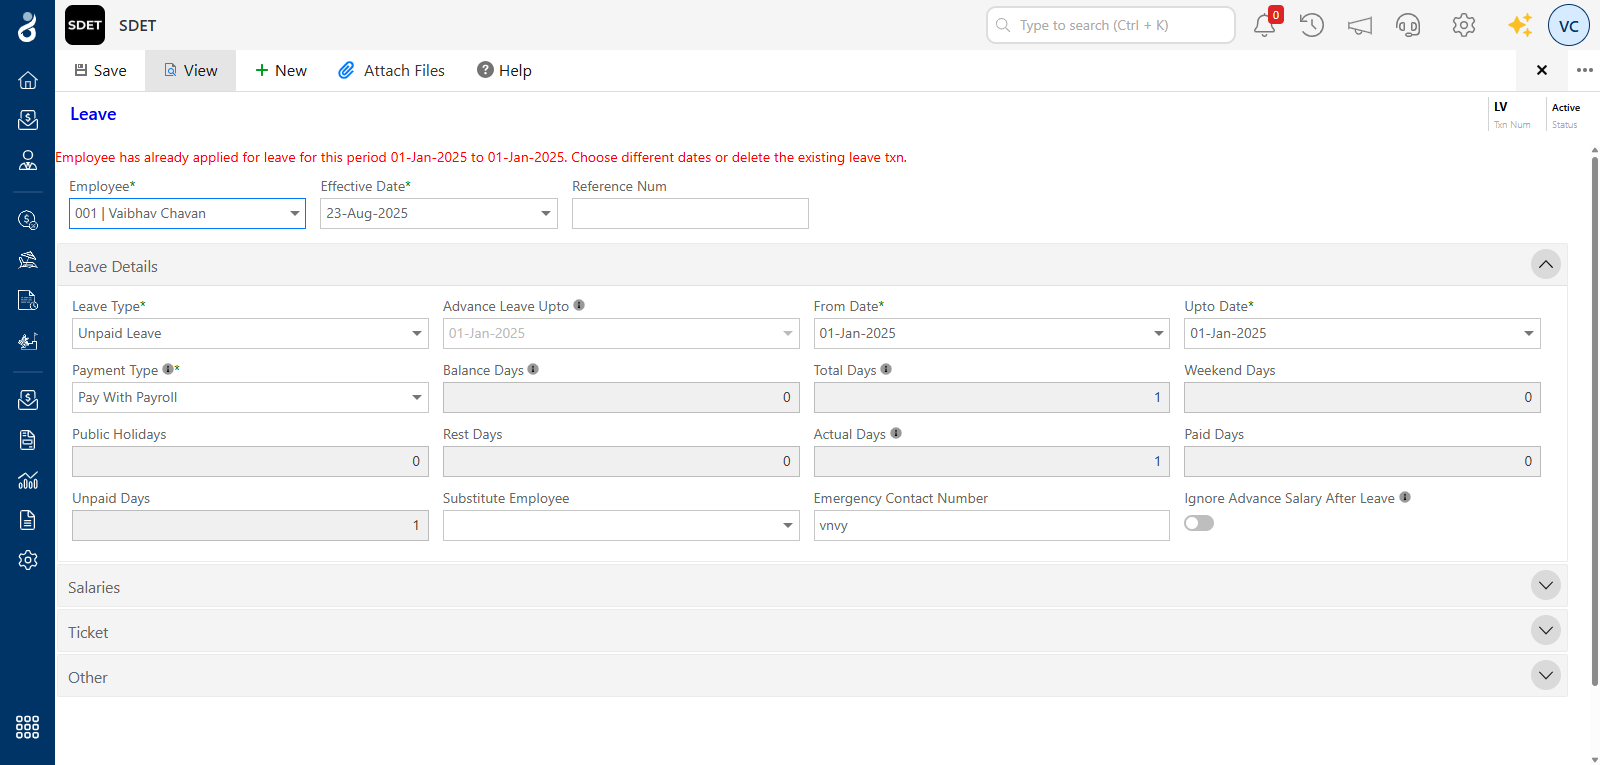 SDET SDET Type to search (Ctrl + K) 0 VC
Save View New Attach Files ? Help
Leave LV Active
Txn Num Status
Employee has already applied for leave for this period 01-Jan-2025 to 01-Jan-2025. Choose different dates or delete the existing leave txn.
Employee* Effective Date* Reference Num
001 | Vaibhav Chavan 23-Aug-2025
Leave Details
Leave Type* Advance Leave Upto From Date* Upto Date*
Unpaid Leave 01-Jan-2025 01-Jan-2025 01-Jan-2025
Payment Type * Balance Days Total Days Weekend Days
Pay With Payroll 0 1 0
Public Holidays Rest Days Actual Days Paid Days
0 0 1 0
Unpaid Days Substitute Employee Emergency Contact Number Ignore Advance Salary After Leave
1 vnvy
Salaries
Ticket
Other